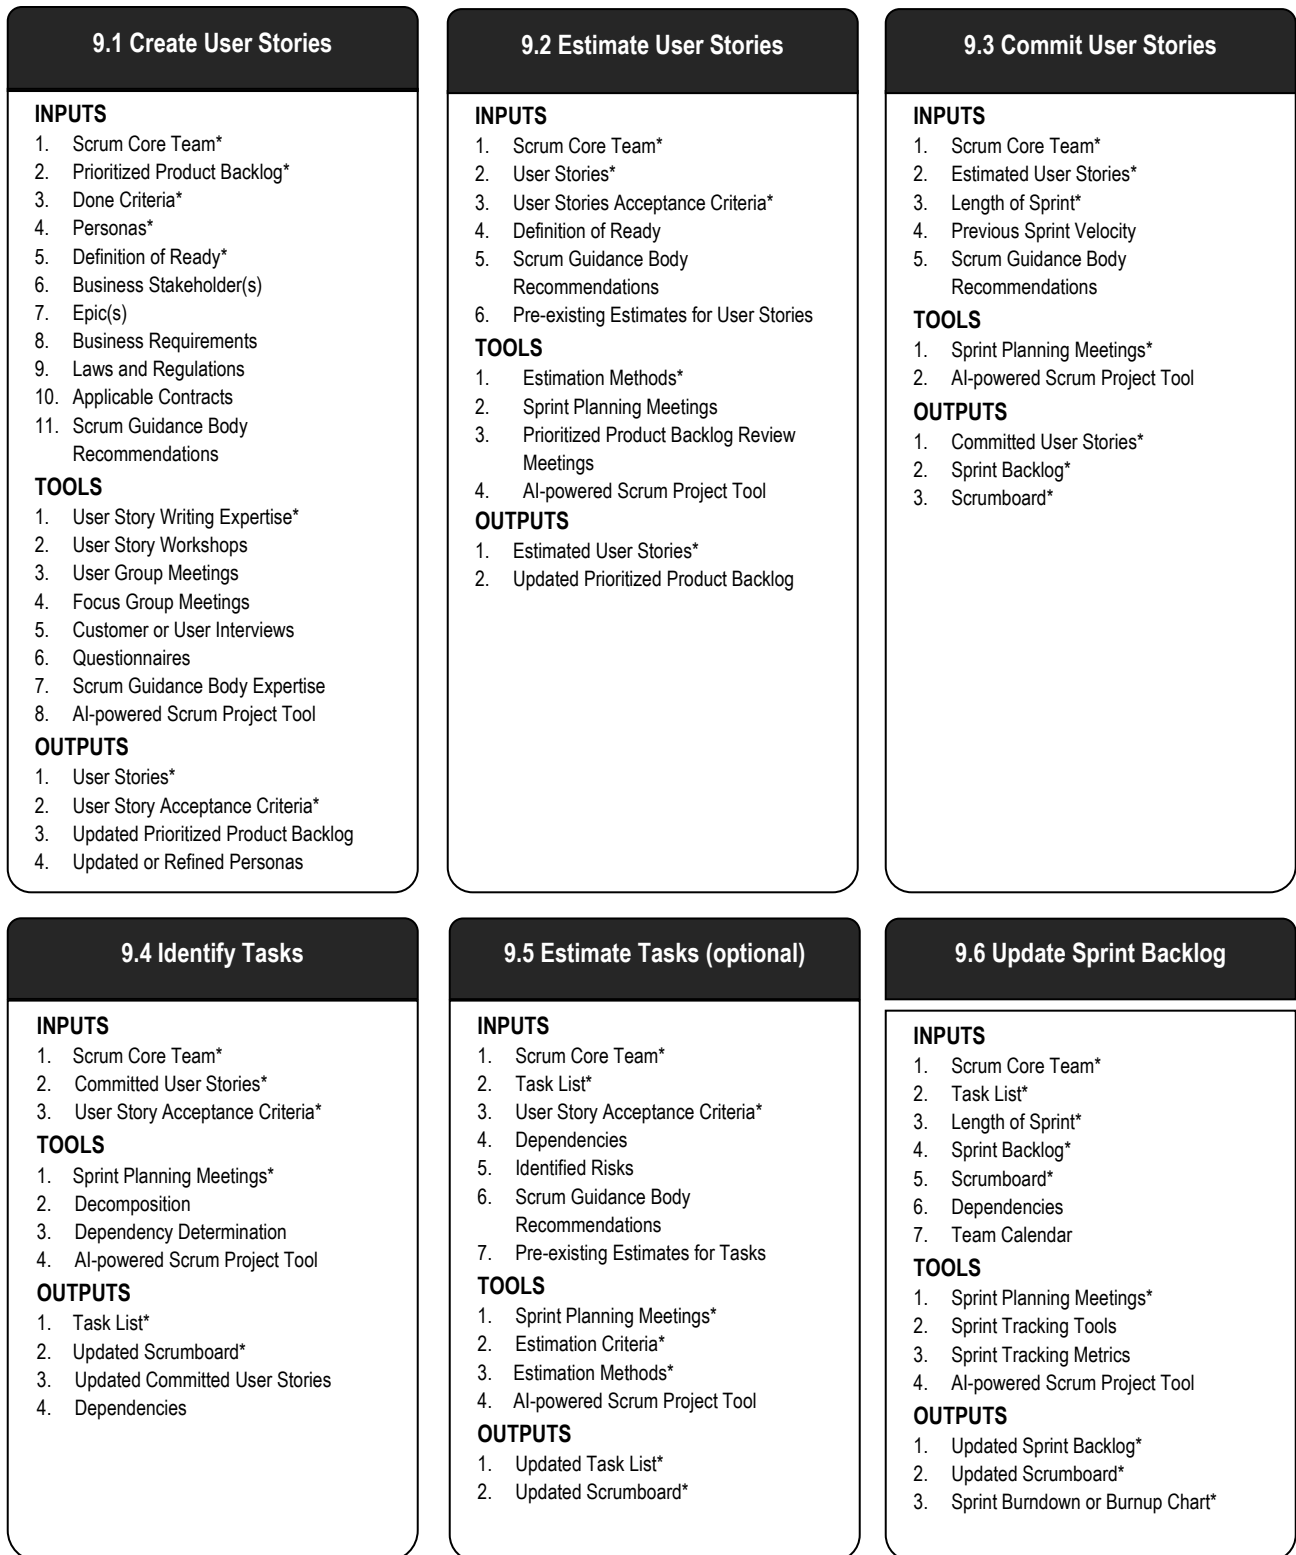 9.1 Create User Stories
INPUTS
1. Scrum Core Team*
2. Prioritized Product Backlog*
3. Done Criteria*
4. Personas*
5. Definition of Ready*
6. Business Stakeholder(s)
7. Epic(s)
8. Business Requirements
9. Laws and Regulations
10. Applicable Contracts
11. Scrum Guidance Body
Recommendations
TOOLS
1. User Story Writing Expertise*
2. User Story Workshops
3. User Group Meetings
4. Focus Group Meetings
5. Customer or User Interviews
6. Questionnaires
7. Scrum Guidance Body Expertise
8. AI-powered Scrum Project Tool
OUTPUTS
1. User Stories*
2. User Story Acceptance Criteria*
3. Updated Prioritized Product Backlog
4. Updated or Refined Personas
9.2 Estimate User Stories
INPUTS
1. Scrum Core Team*
2. User Stories*
3. User Stories Acceptance Criteria*
4. Definition of Ready
5. Scrum Guidance Body
Recommendations
6. Pre-existing Estimates for User Stories
TOOLS
1. Estimation Methods*
2. Sprint Planning Meetings
3. Prioritized Product Backlog Review
Meetings
4. AI-powered Scrum Project Tool
OUTPUTS
1. Estimated User Stories*
2. Updated Prioritized Product Backlog
9.3 Commit User Stories
INPUTS
1. Scrum Core Team*
2. Estimated User Stories*
3. Length of Sprint*
4. Previous Sprint Velocity
5. Scrum Guidance Body
Recommendations
TOOLS
1. Sprint Planning Meetings*
2. AI-powered Scrum Project Tool
OUTPUTS
1. Committed User Stories*
2. Sprint Backlog*
3. Scrumboard*
9.4 Identify Tasks
INPUTS
1. Scrum Core Team*
2. Committed User Stories*
3. User Story Acceptance Criteria*
TOOLS
1. Sprint Planning Meetings*
2. Decomposition
3. Dependency Determination
4. AI-powered Scrum Project Tool
OUTPUTS
1. Task List*
2. Updated Scrumboard*
3. Updated Committed User Stories
4. Dependencies
9.5 Estimate Tasks (optional)
INPUTS
1. Scrum Core Team*
2. Task List*
3. User Story Acceptance Criteria*
4. Dependencies
5. Identified Risks
6. Scrum Guidance Body
Recommendations
7. Pre-existing Estimates for Tasks
TOOLS
1. Sprint Planning Meetings*
2. Estimation Criteria*
3. Estimation Methods*
4. AI-powered Scrum Project Tool
OUTPUTS
1. Updated Task List*
2. Updated Scrumboard*
9.6 Update Sprint Backlog
INPUTS
1. Scrum Core Team*
2. Task List*
3. Length of Sprint*
4. Sprint Backlog*
5. Scrumboard*
6. Dependencies
7. Team Calendar
TOOLS
1. Sprint Planning Meetings*
2. Sprint Tracking Tools
3. Sprint Tracking Metrics
4. AI-powered Scrum Project Tool
OUTPUTS
1. Updated Sprint Backlog*
2. Updated Scrumboard*
3. Sprint Burndown or Burnup Chart*